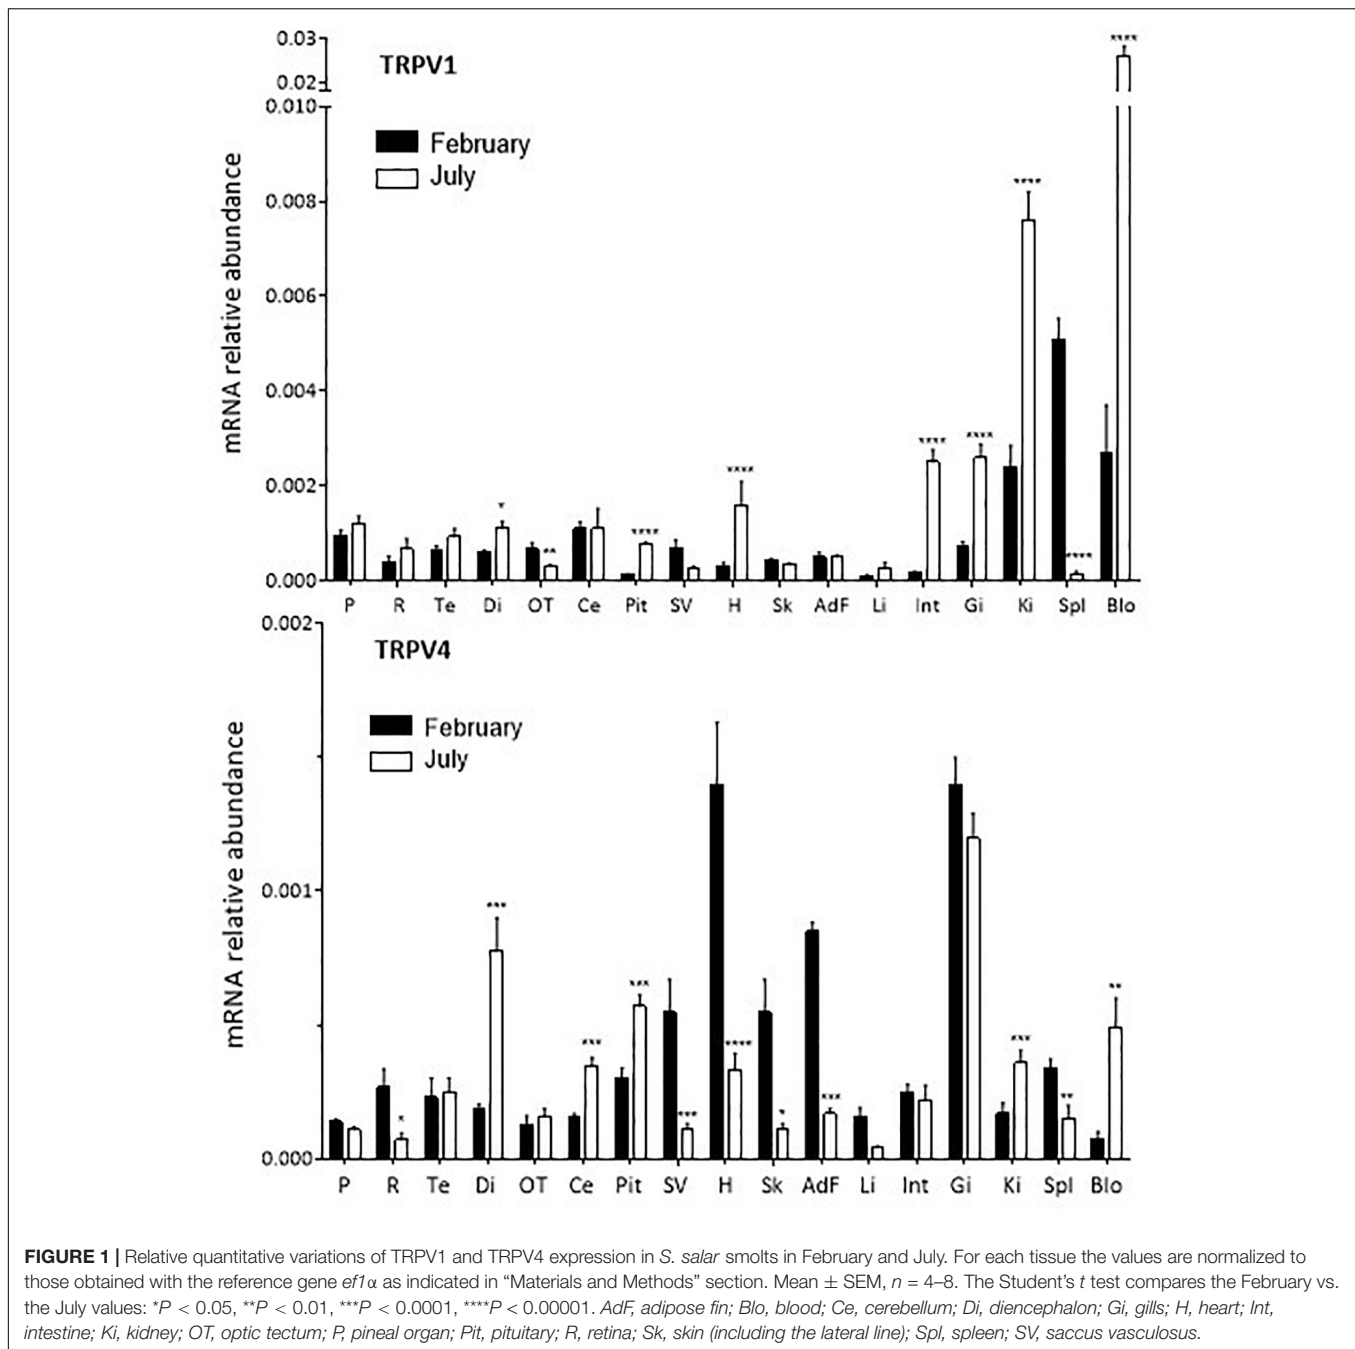 0.03
0.02
0.010
0.008
0.006
0.004
0.002
0.000
mRNA relative abundance
TRPV1
February
July
****
****
****
****
****
****
****
*
**
P R Te Di OT Ce Pit SV H Sk AdF Li Int Gi Ki Spl Blo
0.002
0.001
0.000
mRNA relative abundance
TRPV4
February
July
*
***
***
***
***
****
*
***
***
**
**
P R Te Di OT Ce Pit SV H Sk AdF Li Int Gi Ki Spl Blo
FIGURE 1 | Relative quantitative variations of TRPV1 and TRPV4 expression in S. salar smolts in February and July. For each tissue the values are normalized to
those obtained with the reference gene ef1α as indicated in “Materials and Methods” section. Mean ± SEM, n = 4–8. The Student’s t test compares the February vs.
the July values: *P < 0.05, **P < 0.01, ***P < 0.0001, ****P < 0.00001. AdF, adipose fin; Blo, blood; Ce, cerebellum; Di, diencephalon; Gi, gills; H, heart; Int,
intestine; Ki, kidney; OT, optic tectum; P, pineal organ; Pit, pituitary; R, retina; Sk, skin (including the lateral line); Spl, spleen; SV, saccus vasculosus.